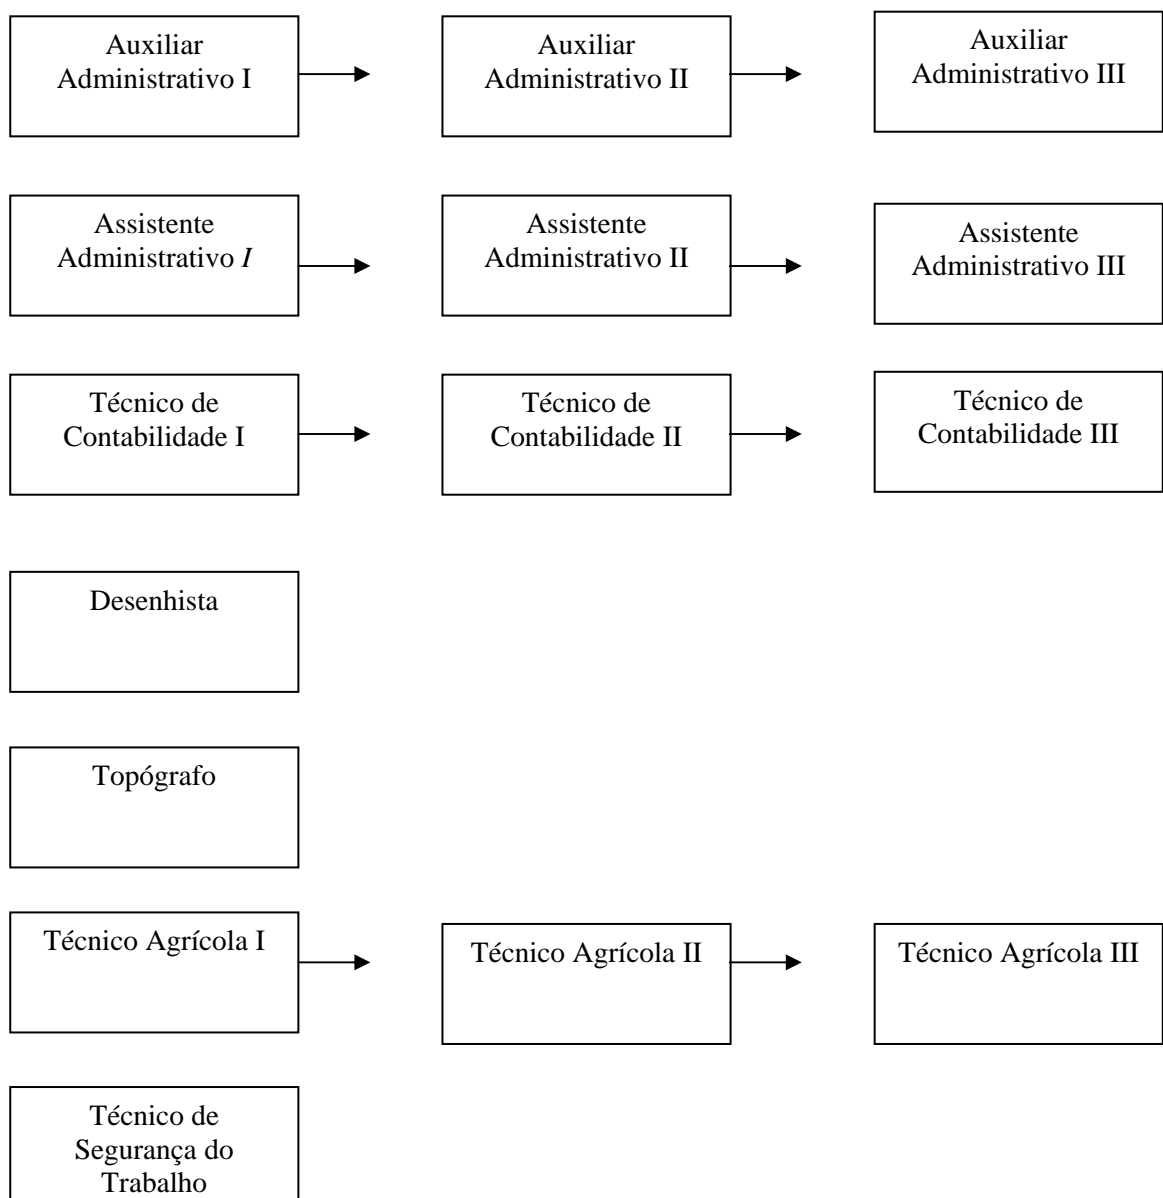 Auxiliar
Administrativo I
Auxiliar
Administrativo II
Auxiliar
Administrativo III
Assistente
Administrativo I
Assistente
Administrativo II
Assistente
Administrativo III
Técnico de
Contabilidade I
Técnico de
Contabilidade II
Técnico de
Contabilidade III
Desenhista
Topógrafo
Técnico Agrícola I
Técnico Agrícola II
Técnico Agrícola III
Técnico de
Segurança do
Trabalho